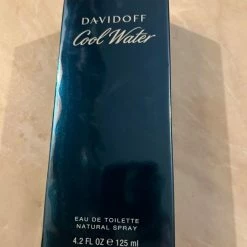 DAVIDOFF
Cool Water
EAU DE TOILETTE
NATURAL SPRAY
4.2 FL OZ ℮ 125 ml